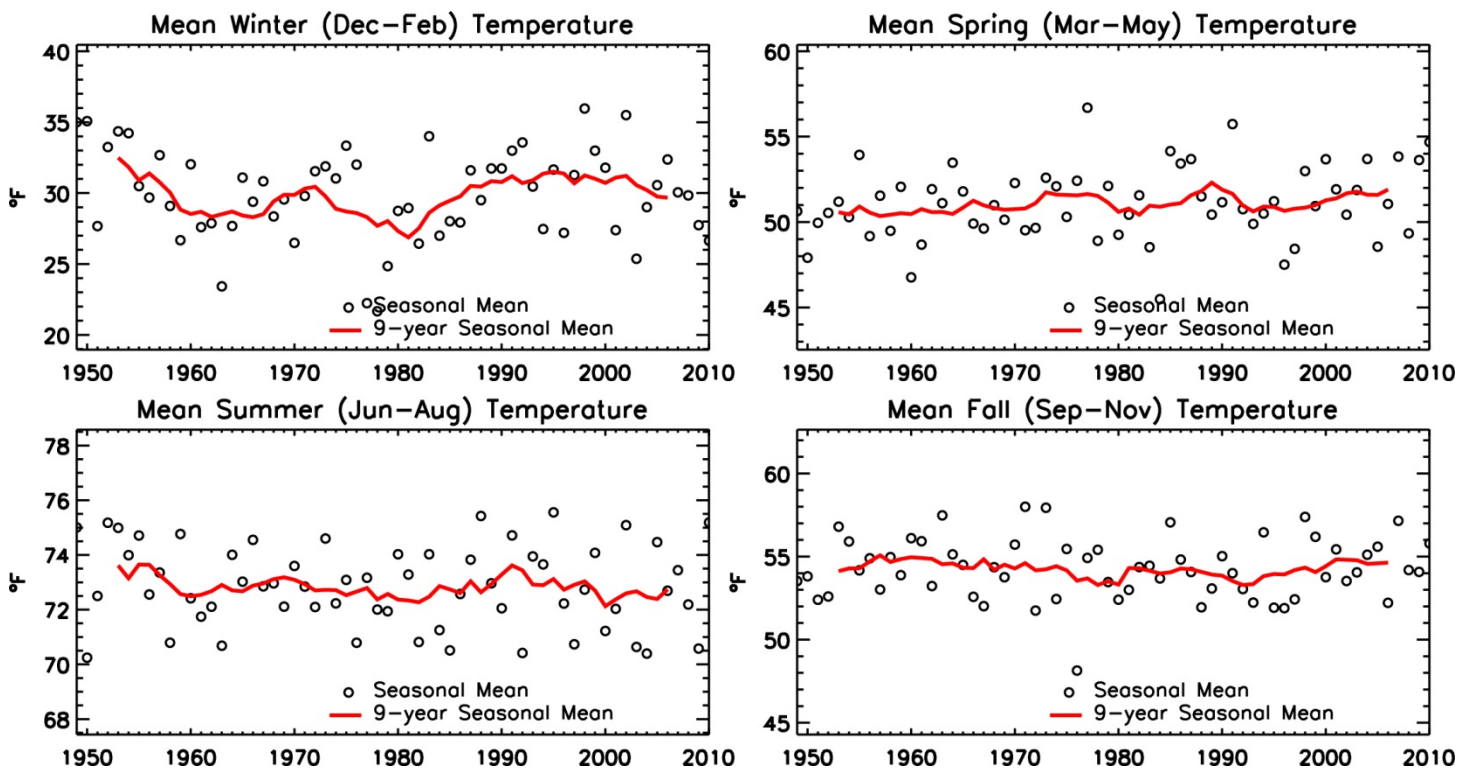 Mean Winter (Dec-Feb) Temperature
40
35
30
25
20
°F
Seasonal Mean
9-year Seasonal Mean
1950 1960 1970 1980 1990 2000 2010
Mean Spring (Mar-May) Temperature
60
55
50
45
°F
Seasonal Mean
9-year Seasonal Mean
1950 1960 1970 1980 1990 2000 2010
Mean Summer (Jun-Aug) Temperature
78
76
74
72
70
68
°F
Seasonal Mean
9-year Seasonal Mean
1950 1960 1970 1980 1990 2000 2010
Mean Fall (Sep-Nov) Temperature
60
55
50
45
°F
Seasonal Mean
9-year Seasonal Mean
1950 1960 1970 1980 1990 2000 2010